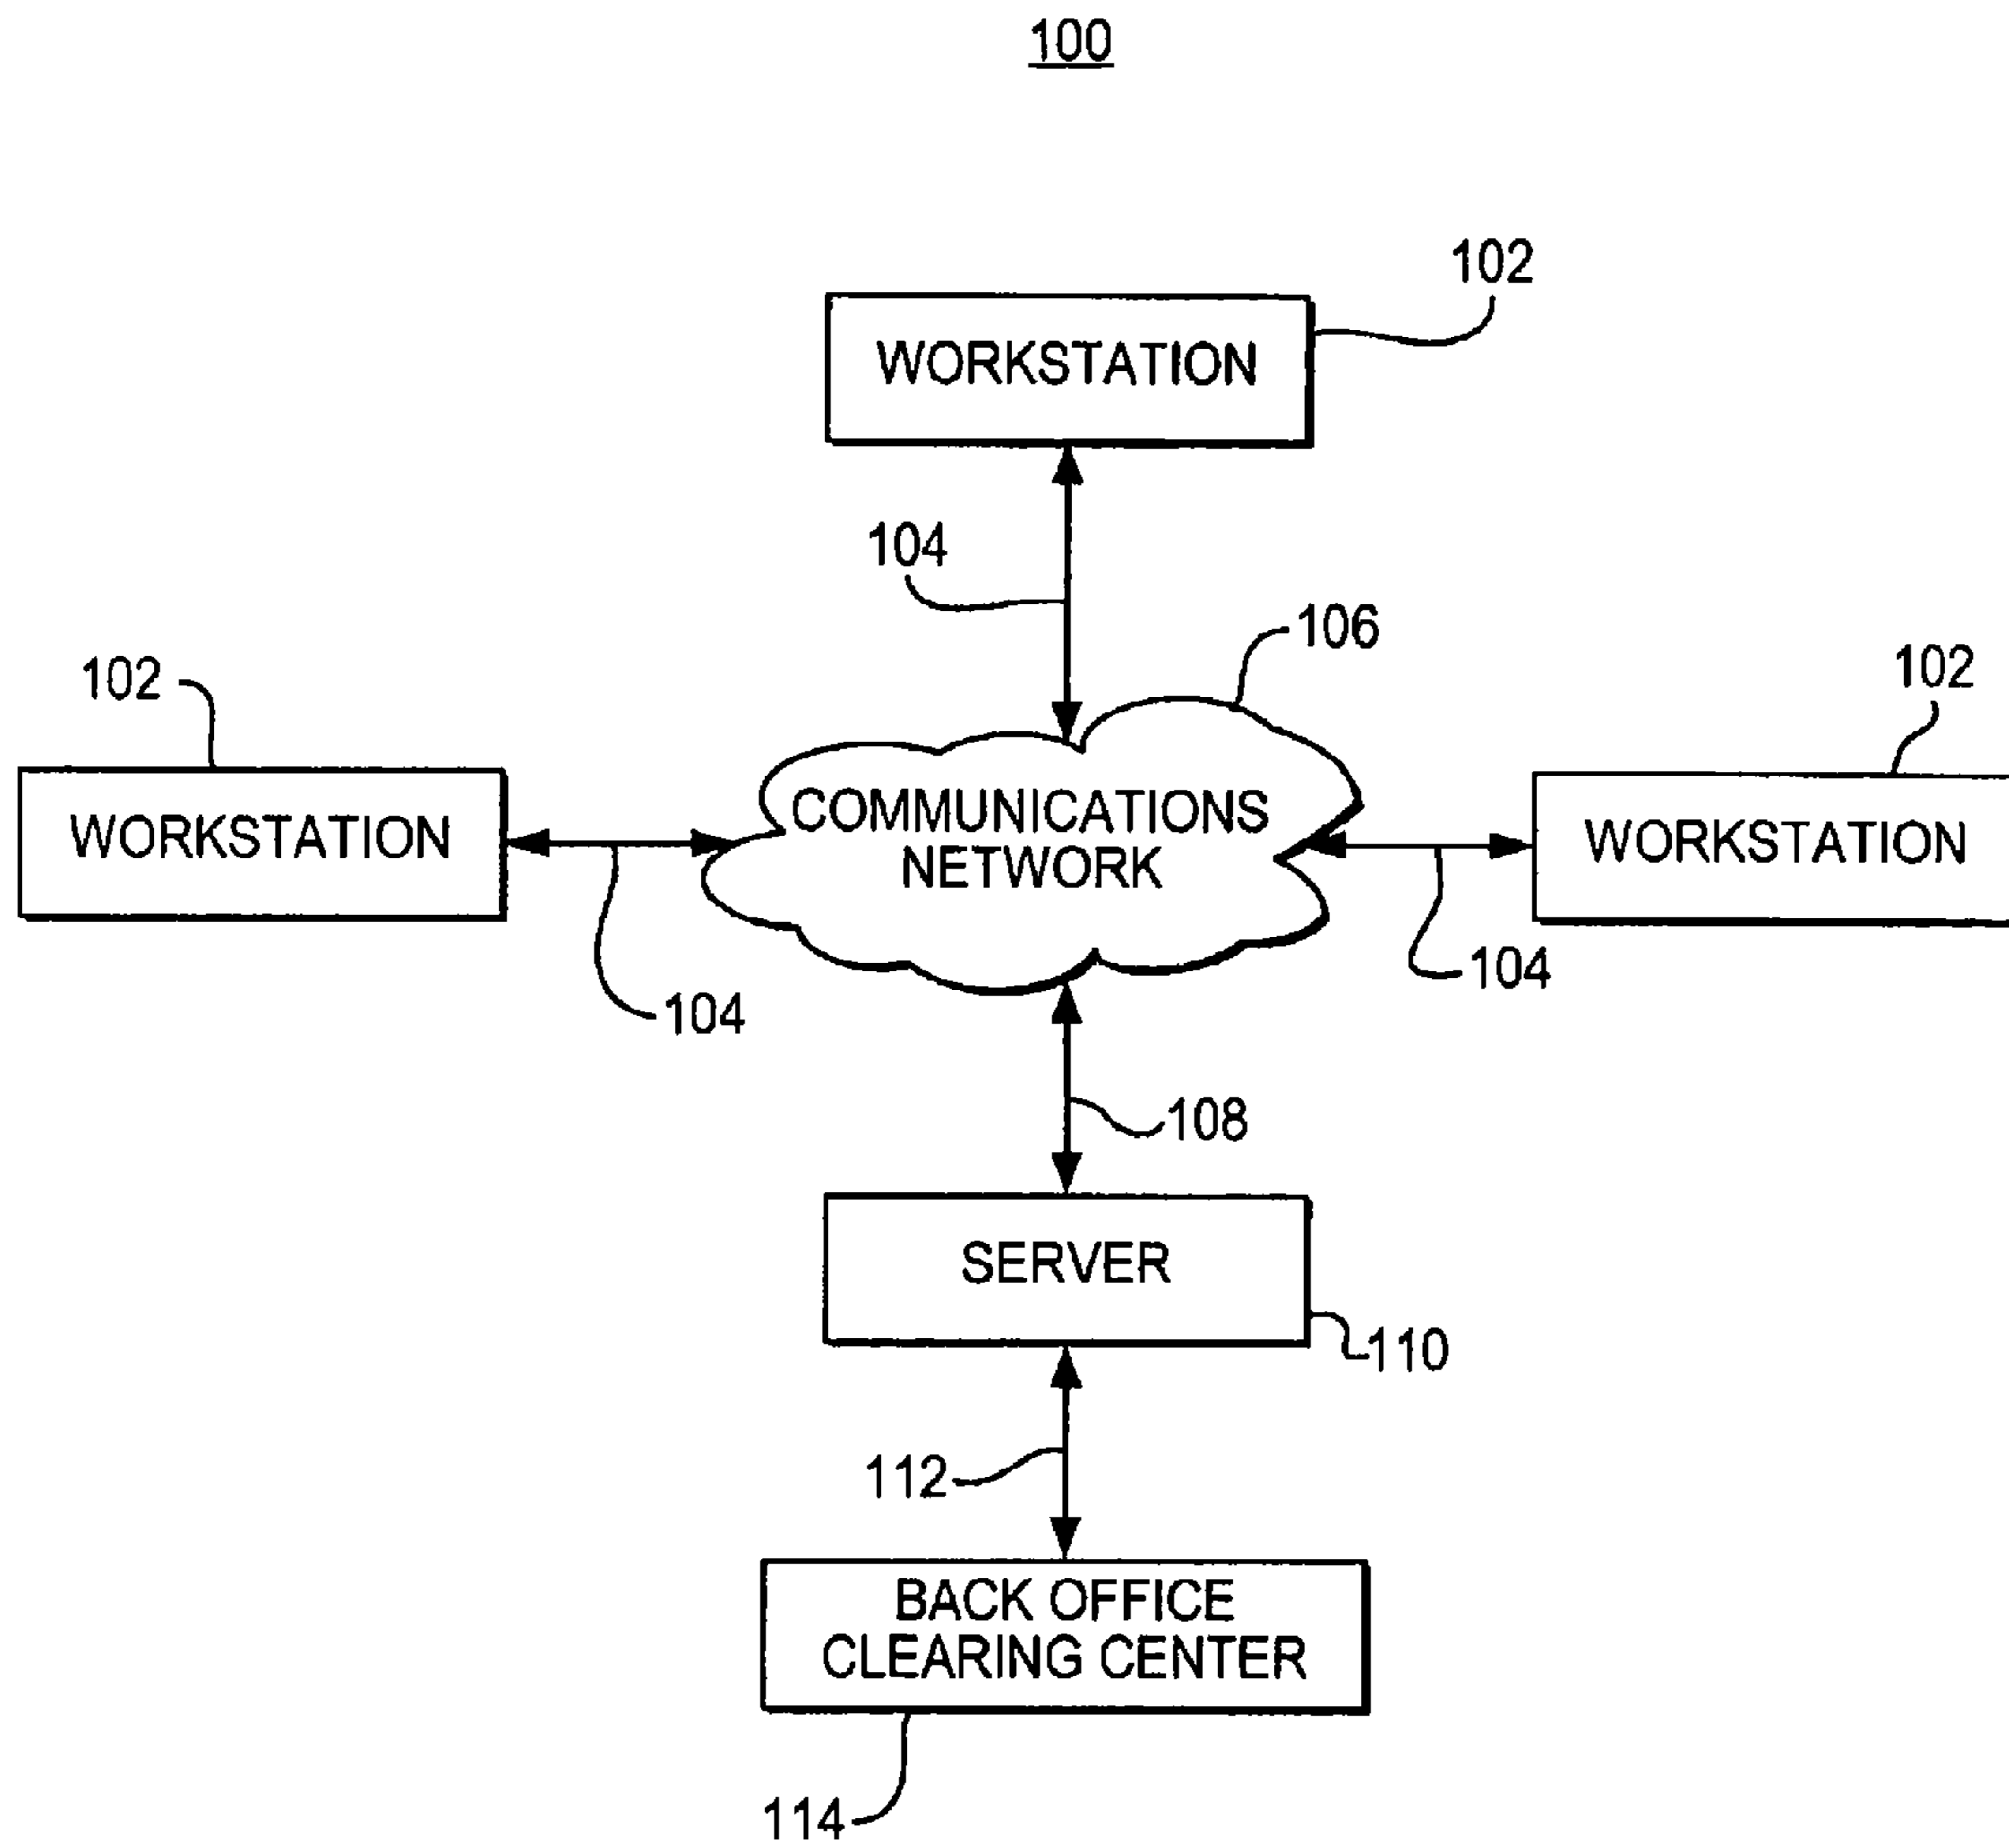 100
102
WORKSTATION
104
106
102
102
COMMUNICATIONS
NETWORK
WORKSTATION
WORKSTATION
104
104
108
SERVER
110
112
BACK OFFICE
CLEARING CENTER
114